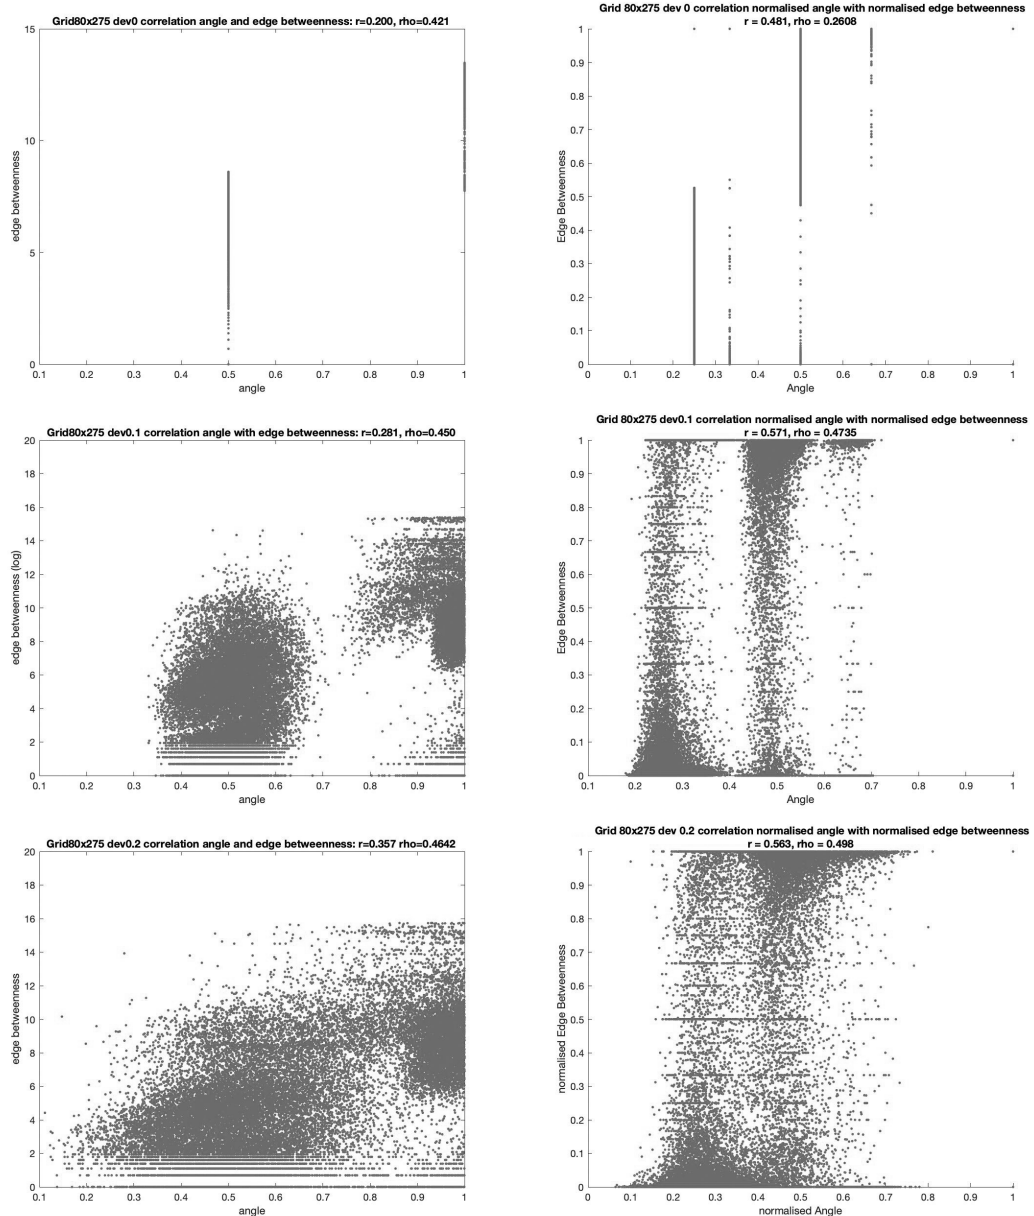 Grid80x275 dev0 correlation angle and edge betweenness: r=0.200, rho=0.421
15
10
5
0
edge betweenness
0.1 0.2 0.3 0.4 0.5 0.6 0.7 0.8 0.9 1
angle
Grid 80x275 dev 0 correlation normalised angle with normalised edge betweenness
r = 0.481, rho = 0.2608
1
0.9
0.8
0.7
0.6
0.5
0.4
0.3
0.2
0.1
0
Edge Betweenness
0 0.1 0.2 0.3 0.4 0.5 0.6 0.7 0.8 0.9 1
Angle
Grid80x275 dev0.1 correlation angle with edge betweenness: r=0.281, rho=0.450
20
18
16
14
12
10
8
6
4
2
0
edge betweenness (log)
0.1 0.2 0.3 0.4 0.5 0.6 0.7 0.8 0.9 1
angle
Grid 80x275 dev0.1 correlation normalised angle with normalised edge betweenness
r = 0.571, rho = 0.4735
1
0.9
0.8
0.7
0.6
0.5
0.4
0.3
0.2
0.1
0
Edge Betweenness
0.1 0.2 0.3 0.4 0.5 0.6 0.7 0.8 0.9 1
Angle
Grid80x275 dev0.2 correlation angle and edge betweenness: r=0.357 rho=0.4642
20
18
16
14
12
10
8
6
4
2
0
edge betweenness
0.1 0.2 0.3 0.4 0.5 0.6 0.7 0.8 0.9 1
angle
Grid 80x275 dev 0.2 correlation normalised angle with normalised edge betweenness
r = 0.563, rho = 0.498
1
0.9
0.8
0.7
0.6
0.5
0.4
0.3
0.2
0.1
0
normalised Edge Betweenness
0 0.1 0.2 0.3 0.4 0.5 0.6 0.7 0.8 0.9 1
normalised Angle